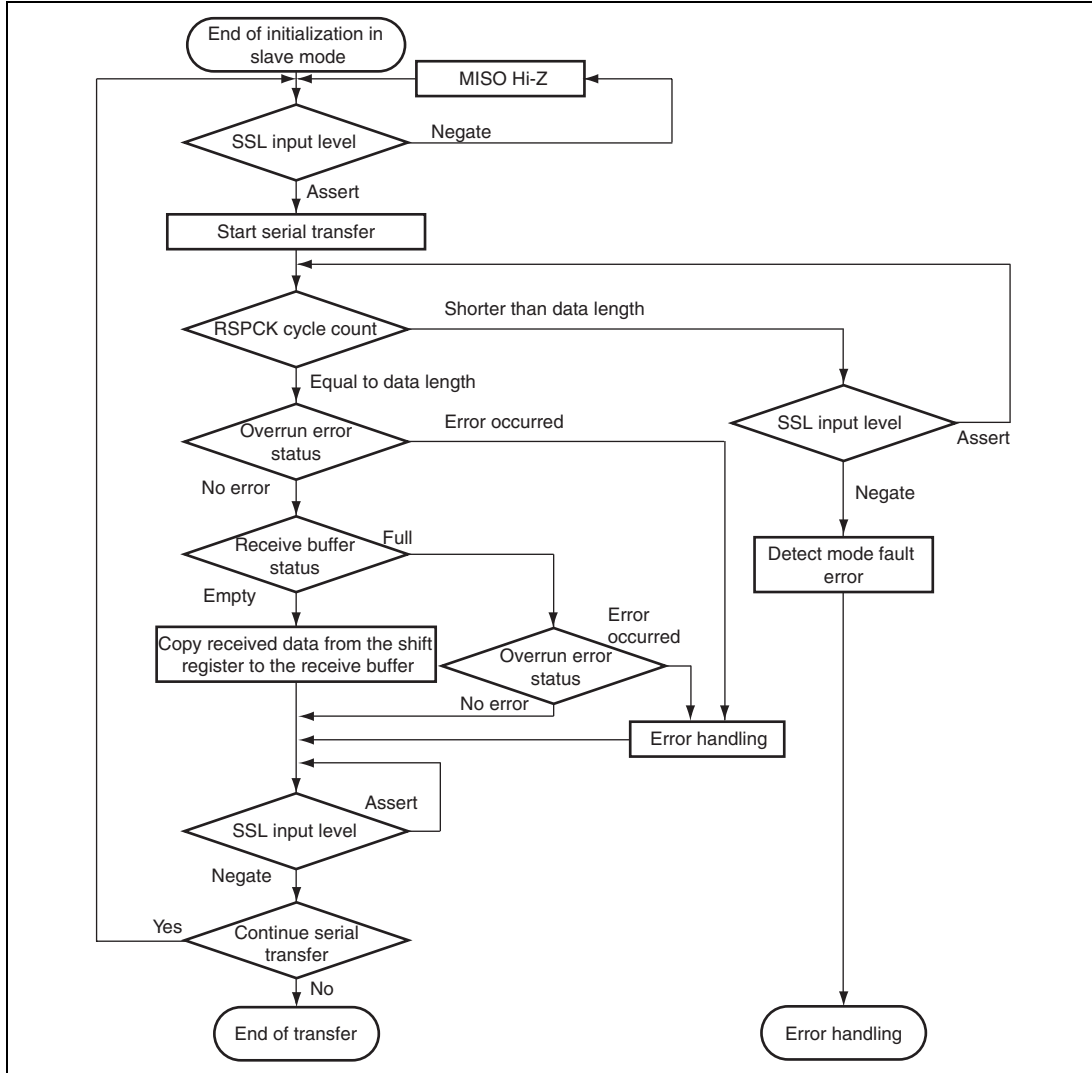 End of initialization in
slave mode
MISO Hi-Z
SSL input level
Negate
Assert
Start serial transfer
RSPCK cycle count
Shorter than data length
Equal to data length
SSL input level
Assert
Negate
Overrun error
status
Error occurred
No error
Receive buffer
status
Full
Empty
Detect mode fault
error
Copy received data from the shift
register to the receive buffer
Error
occurred
Overrun error
status
No error
Error handling
Assert
SSL input level
Negate
Yes
Continue serial
transfer
No
End of transfer
Error handling